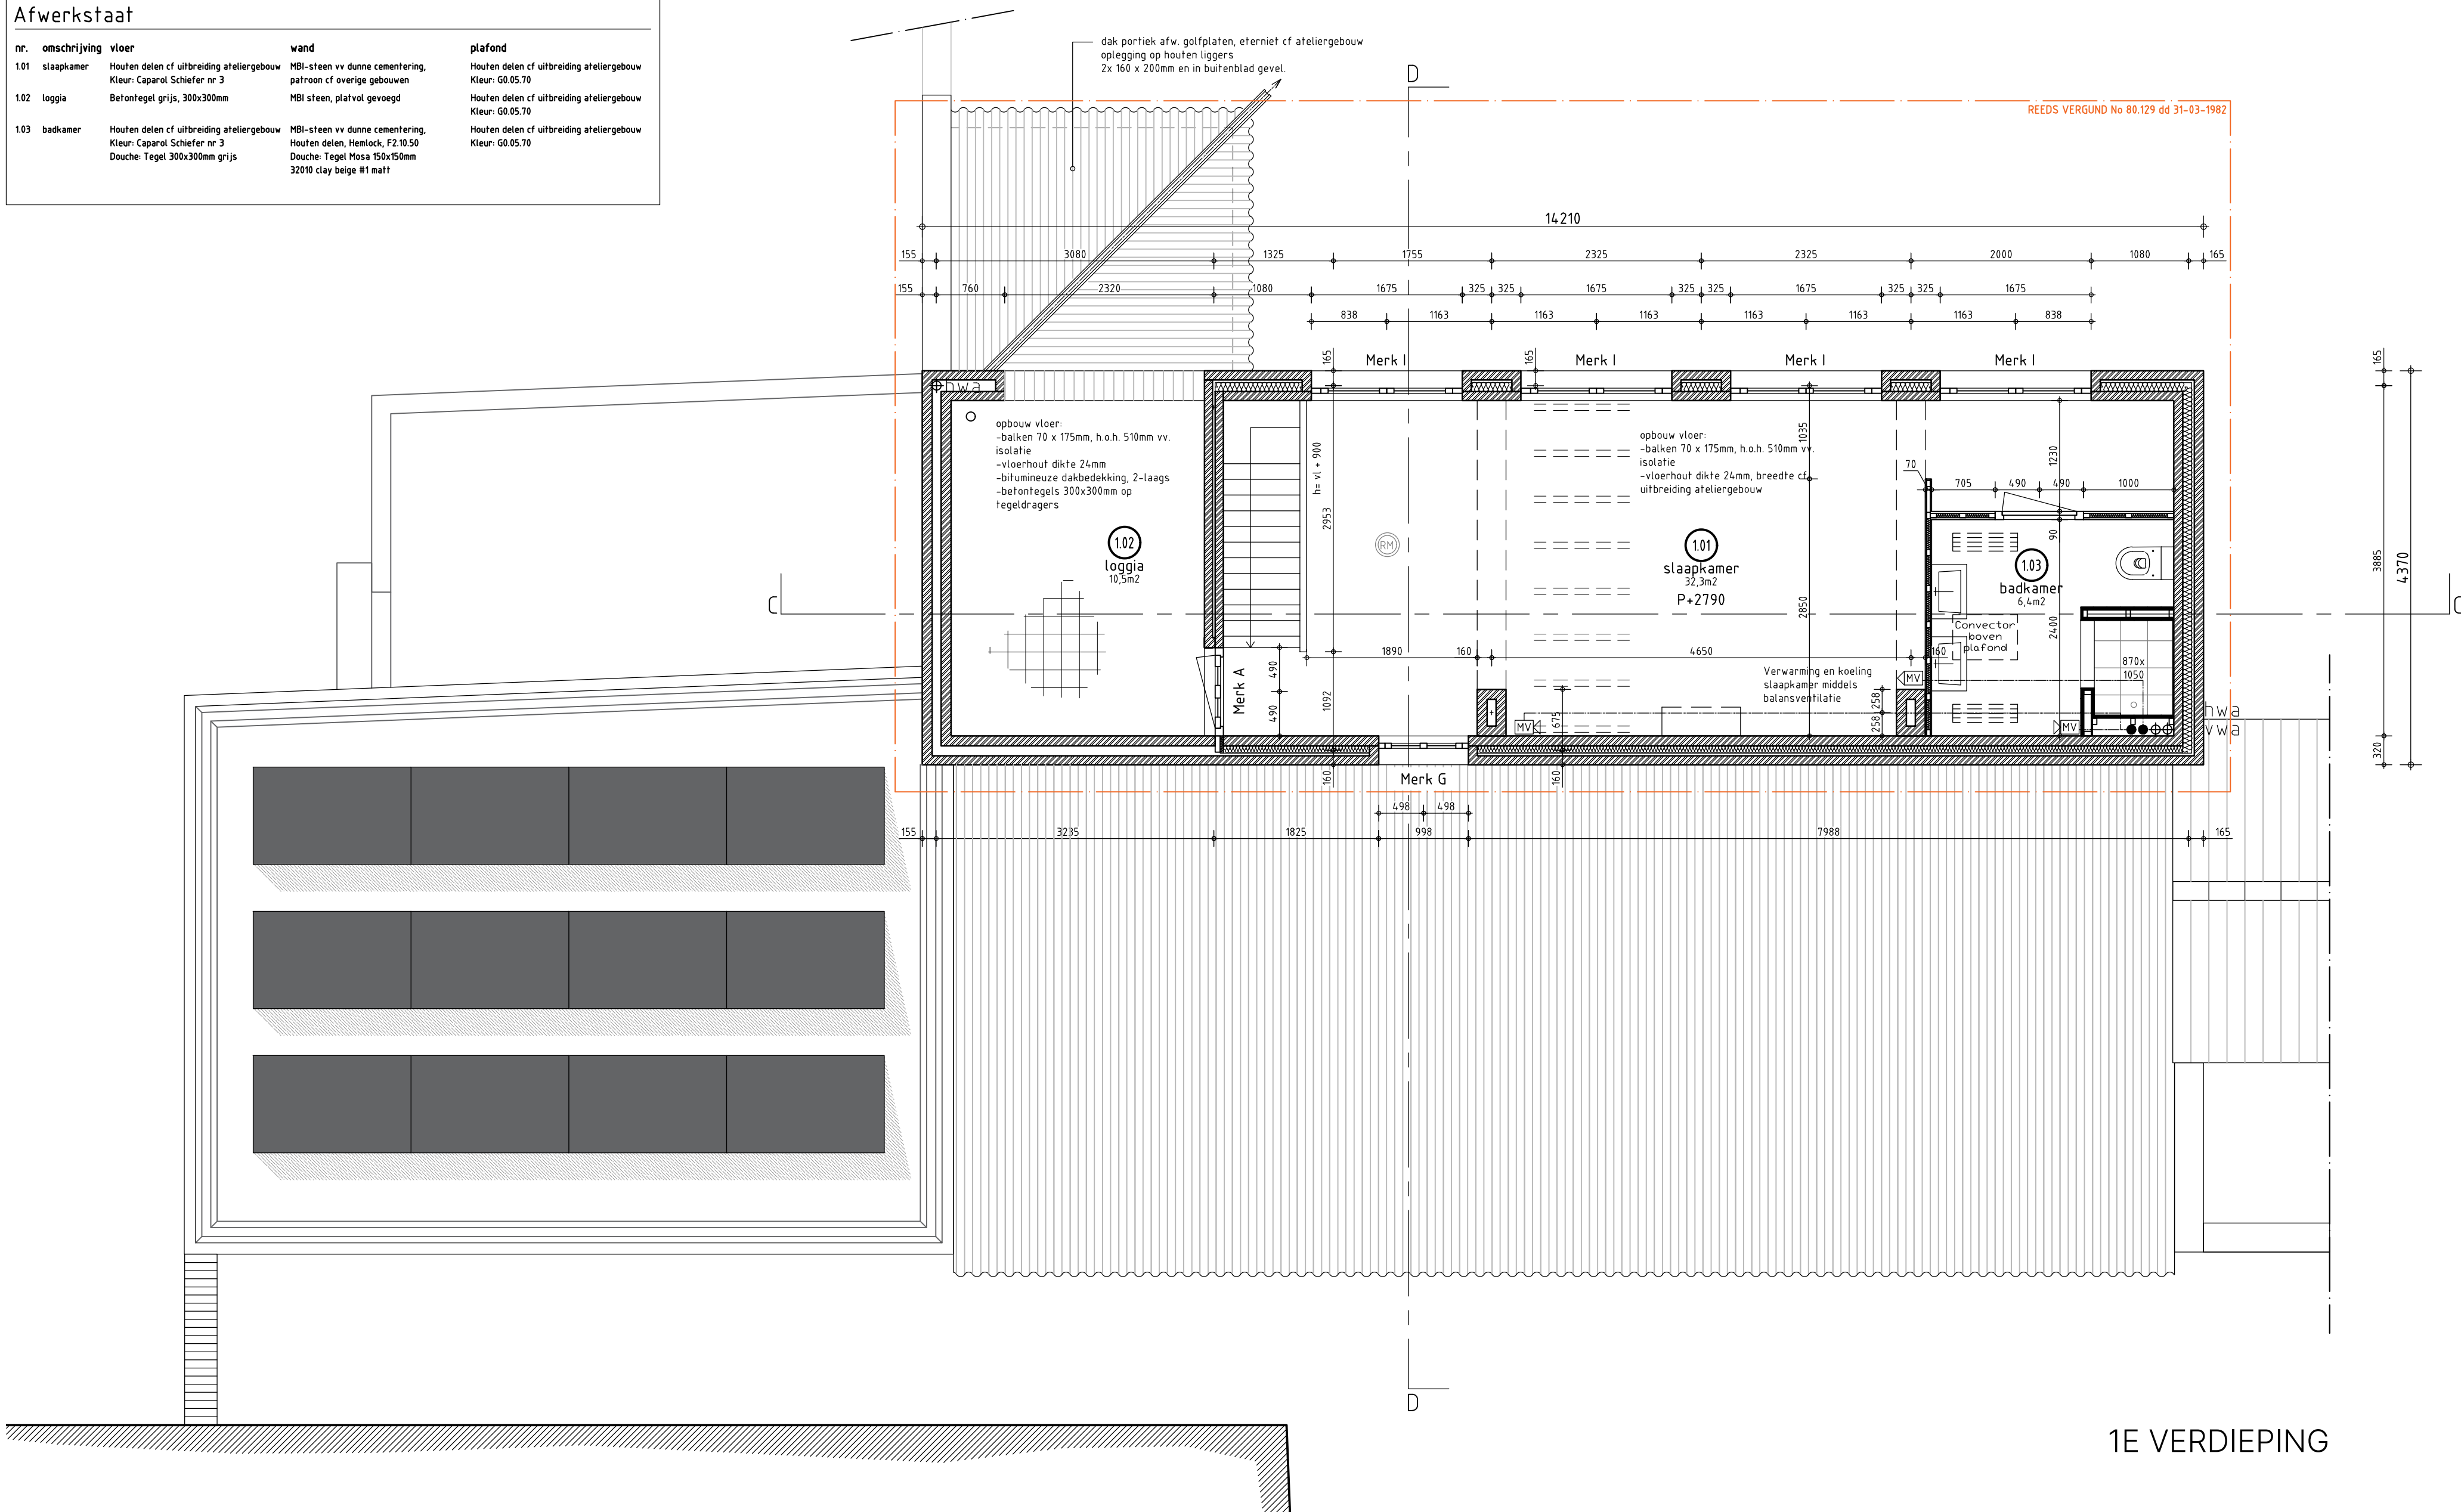 Afwerkstaat
nr. omschrijving vloer wand plafond
1.01 slaapkamer Houten delen cf uitbreiding ateliergebouw MBI-steen vv dunne cementering, Houten delen cf uitbreiding ateliergebouw
Kleur: Caparol Schiefer nr 3 patroon cf overige gebouwen Kleur: G0.05.70
1.02 loggia Betontegel grijs, 300x300mm MBI steen, platvol gevoegd Houten delen cf uitbreiding ateliergebouw
Kleur: G0.05.70
1.03 badkamer Houten delen cf uitbreiding ateliergebouw MBI-steen vv dunne cementering, Houten delen cf uitbreiding ateliergebouw
Kleur: Caparol Schiefer nr 3 Houten delen, Hemlock, F2.10.50 Kleur: G0.05.70
Douche: Tegel 300x300mm grijs Douche: Tegel Mosa 150x150mm
32010 clay beige #1 matt
dak portiek afw. golfplaten, eterniet cf ateliergebouw
oplegging op houten liggers
2x 160 x 200mm en in buitenblad gevel.
D
REEDS VERGUND No 80.129 dd 31-03-1982
14210
155 3080 1325 1755 2325 2325 2000 1080 165
155 760 2320 1080 1675 325 325 1675 325 325 1675 325 325 1675
838 1163 1163 1163 1163 1163 1163 838
165 Merk I 165 Merk I Merk I Merk I 165
hwa
opbouw vloer:
-balken 70 x 175mm, h.o.h. 510mm vv.
isolatie
-vloerhout dikte 24mm
-bitumineuze dakbedekking, 2-laags
-betontegels 300x300mm op
tegeldragers
h= vl + 900
2953
opbouw vloer:
-balken 70 x 175mm, h.o.h. 510mm vv.
isolatie
-vloerhout dikte 24mm, breedte cf
uitbreiding ateliergebouw
1035
1230
70
705 490 490 1000
90
1.02
loggia
10,5m2
RM
1.01
slaapkamer
32,3m2
P+2790
1.03
badkamer
6,4m2
3885
4370
C
C
2850
2400
Convector
boven
plafond
1890 160 4650 160
870x
1050
Merk A
490
490
1092
675
Verwarming en koeling
slaapkamer middels
balansventilatie
258
258
MV
MV
MV
hwa
vwa
320
160
Merk G
160
498 498
155 3235 1825 998 7988 165
D
1E VERDIEPING